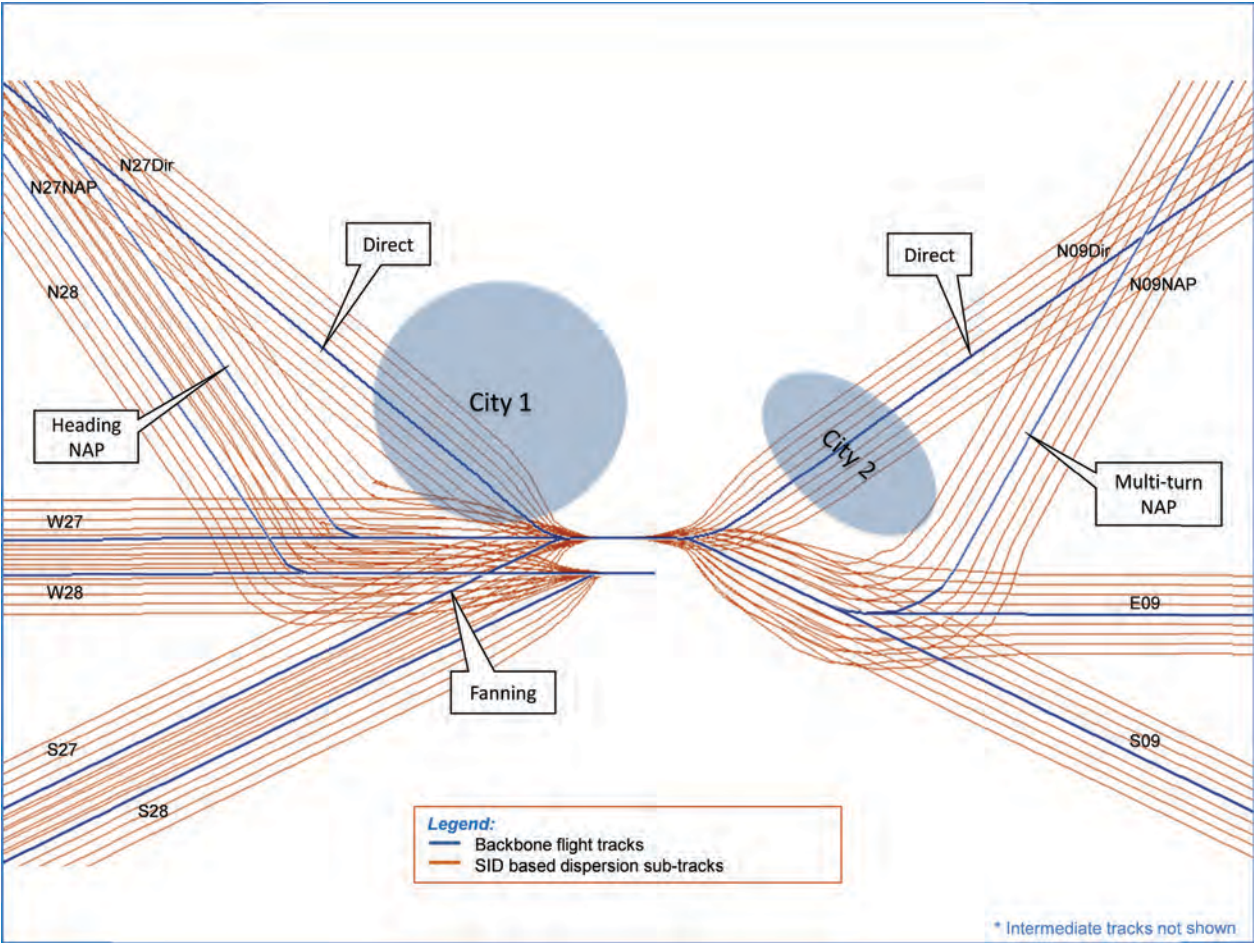 N27Dir
N27NAP
Direct
Direct
N09Dir
N09NAP
N28
City 1
Heading
NAP
City 2
Multi-turn
NAP
W27
W28
E09
Fanning
S27
S09
S28
Legend:
Backbone flight tracks
SID based dispersion sub-tracks
* Intermediate tracks not shown